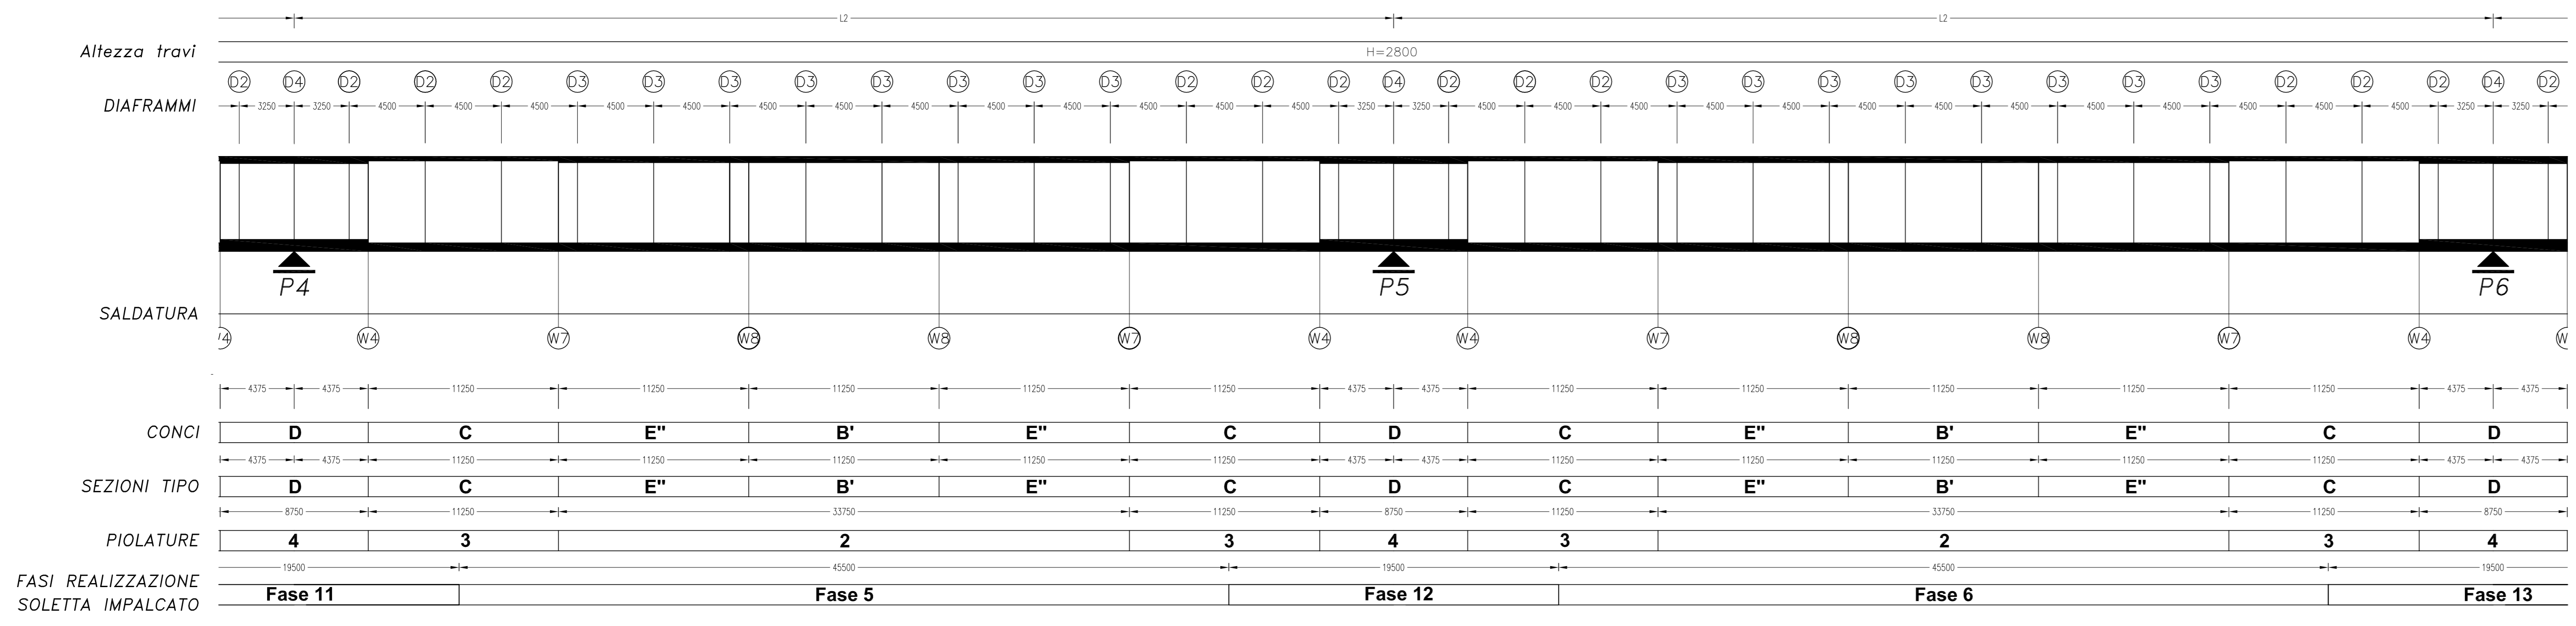 L2 L2
Altezza travi H=2800
D2 D4 D2 D2 D2 D3 D3 D3 D3 D3 D3 D3 D3 D2 D2 D2 D4 D2 D2 D2 D3 D3 D3 D3 D3 D3 D3 D3 D2 D2 D2 D4 D2
DIAFRAMMI 3250 3250 4500 4500 4500 4500 4500 4500 4500 4500 4500 4500 4500 4500 4500 3250 3250 4500 4500 4500 4500 4500 4500 4500 4500 4500 4500 4500 4500 4500 3250 3250
P4 P5 P6
SALDATURA
W4 W7 W8 W8 W7 W4 W4 W7 W8 W8 W7 W4
4375 4375 11250 11250 11250 11250 11250 4375 4375 11250 11250 11250 11250 11250 4375 4375
CONCI D C E" B' E" C D C E" B' E" C D
4375 4375 11250 11250 11250 11250 11250 4375 4375 11250 11250 11250 11250 11250 4375 4375
SEZIONI TIPO D C E" B' E" C D C E" B' E" C D
8750 11250 33750 11250 8750 11250 33750 11250 8750
PIOLATURE 4 3 2 3 4 3 2 3 4
19500 45500 19500 45500 19500
FASI REALIZZAZIONE
SOLETTA IMPALCATO
Fase 11 Fase 5 Fase 12 Fase 6 Fase 13